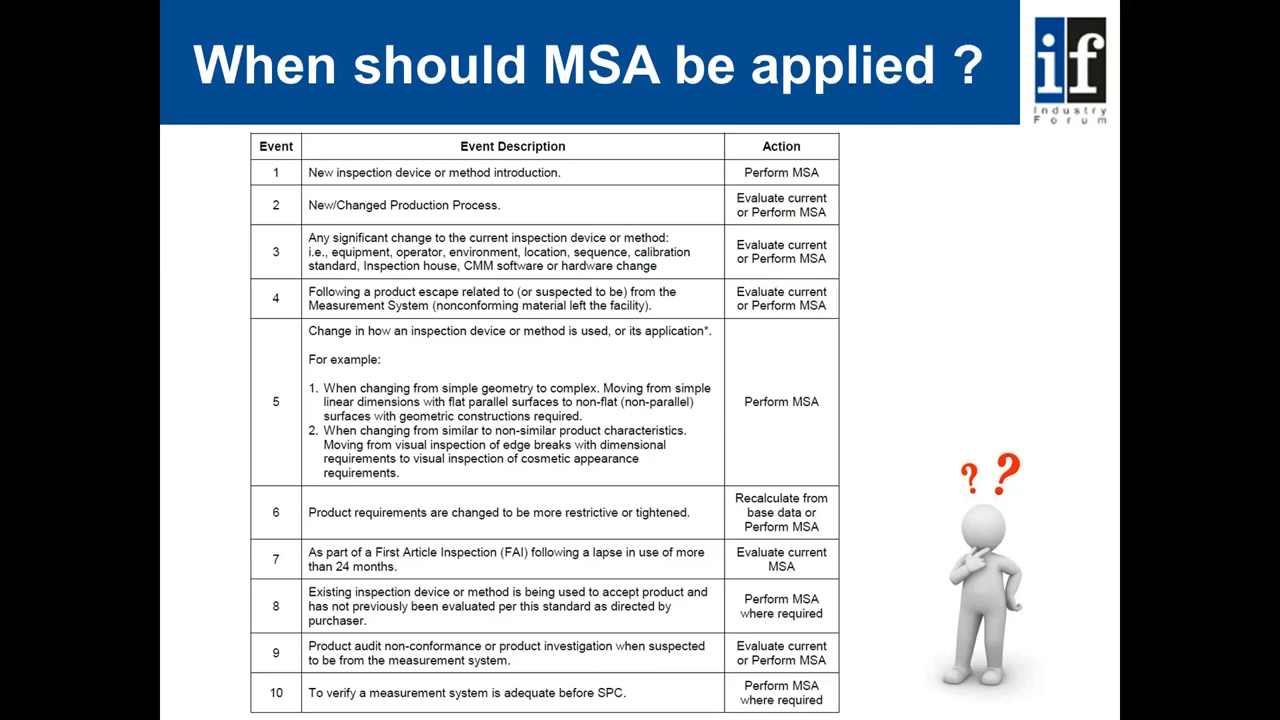 When should MSA be applied ?
if
Industry
Forum
Event Event Description Action
1 New inspection device or method introduction. Perform MSA
2 New/Changed Production Process. Evaluate current
or Perform MSA
3 Any significant change to the current inspection device or method:
i.e., equipment, operator, environment, location, sequence, calibration
standard, Inspection house, CMM software or hardware change
Evaluate current
or Perform MSA
4 Following a product escape related to (or suspected to be) from the
Measurement System (nonconforming material left the facility).
Evaluate current
or Perform MSA
5 Change in how an inspection device or method is used, or its application*.
For example:
1. When changing from simple geometry to complex. Moving from simple
linear dimensions with flat parallel surfaces to non-flat (non-parallel)
surfaces with geometric constructions required.
2. When changing from similar to non-similar product characteristics.
Moving from visual inspection of edge breaks with dimensional
requirements to visual inspection of cosmetic appearance
requirements.
Perform MSA
6 Product requirements are changed to be more restrictive or tightened.
Recalculate from
base data or
Perform MSA
7 As part of a First Article Inspection (FAI) following a lapse in use of more
than 24 months.
Evaluate current
MSA
8 Existing inspection device or method is being used to accept product and
has not previously been evaluated per this standard as directed by
purchaser.
Perform MSA
where required
9 Product audit non-conformance or product investigation when suspected
to be from the measurement system.
Evaluate current
or Perform MSA
10 To verify a measurement system is adequate before SPC.
Perform MSA
where required
? ?